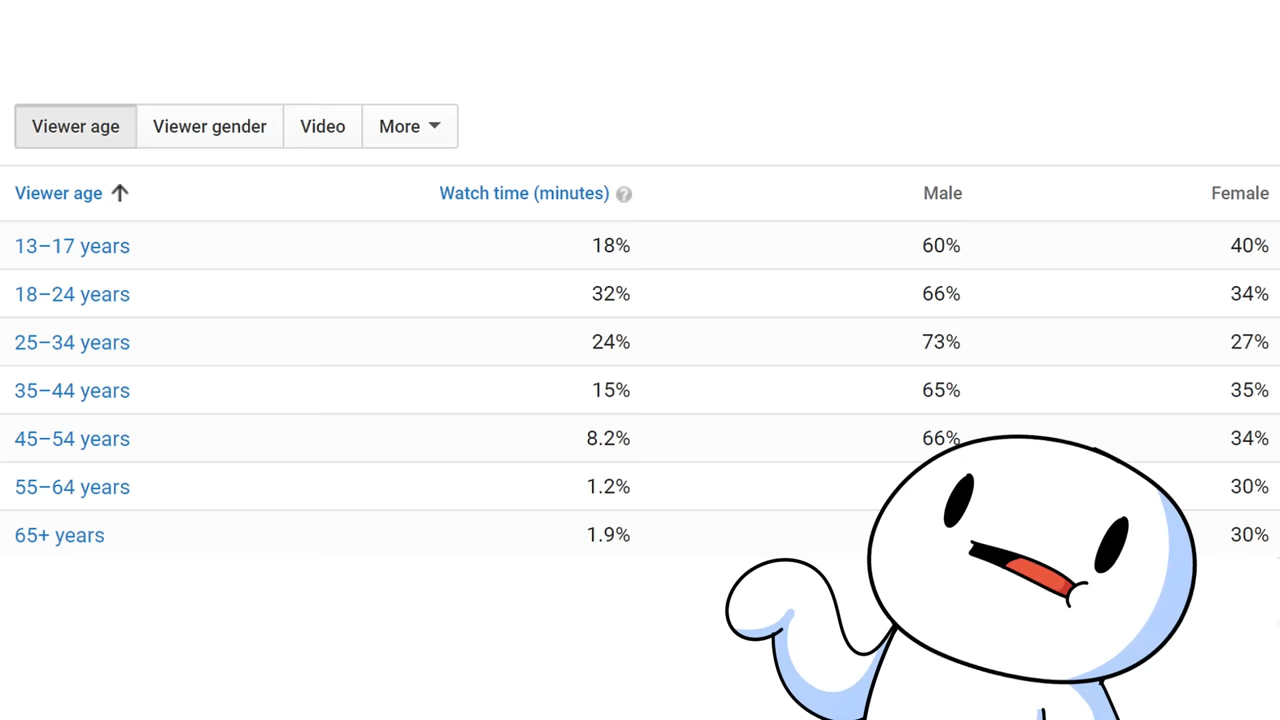 Viewer age Viewer gender Video More
Viewer age Watch time (minutes) ? Male Female
13–17 years 18% 60% 40%
18–24 years 32% 66% 34%
25–34 years 24% 73% 27%
35–44 years 15% 65% 35%
45–54 years 8.2% 66% 34%
55–64 years 1.2% 30%
65+ years 1.9% 30%